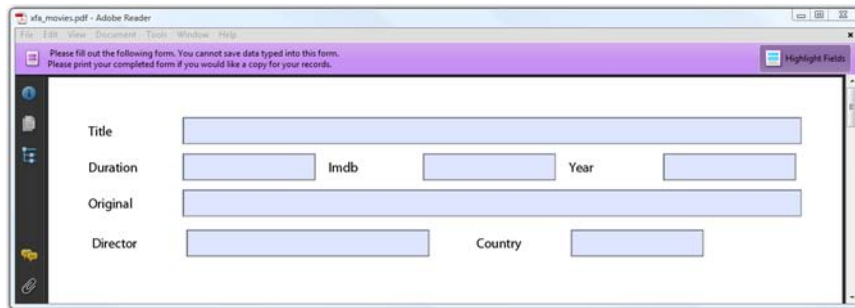 xfa_movies.pdf - Adobe Reader
File Edit View Document Tools Window Help
Please fill out the following form. You cannot save data typed into this form.
Please print your completed form if you would like a copy for your records.
Highlight Fields
Title
Duration Imdb Year
Original
Director Country